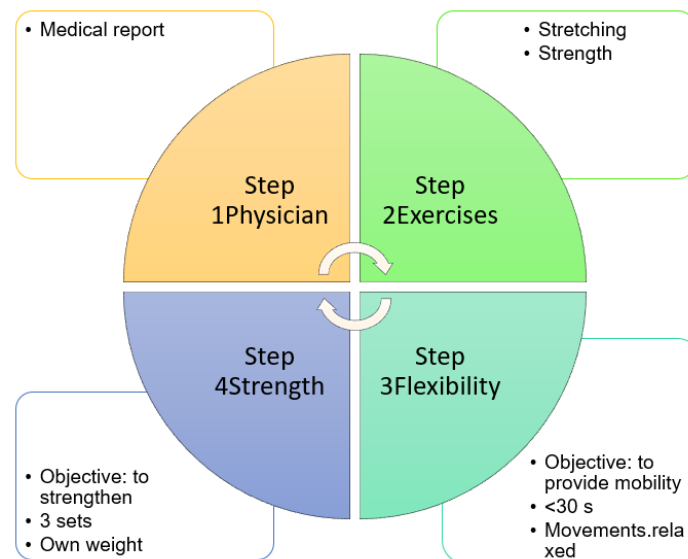 • Medical report
• Stretching
• Strength
Step
1Physician
Step
2Exercises
Step
4Strength
Step
3Flexibility
• Objective: to
strengthen
• 3 sets
• Own weight
• Objective: to
provide mobility
• <30 s
• Movements.rela
xed